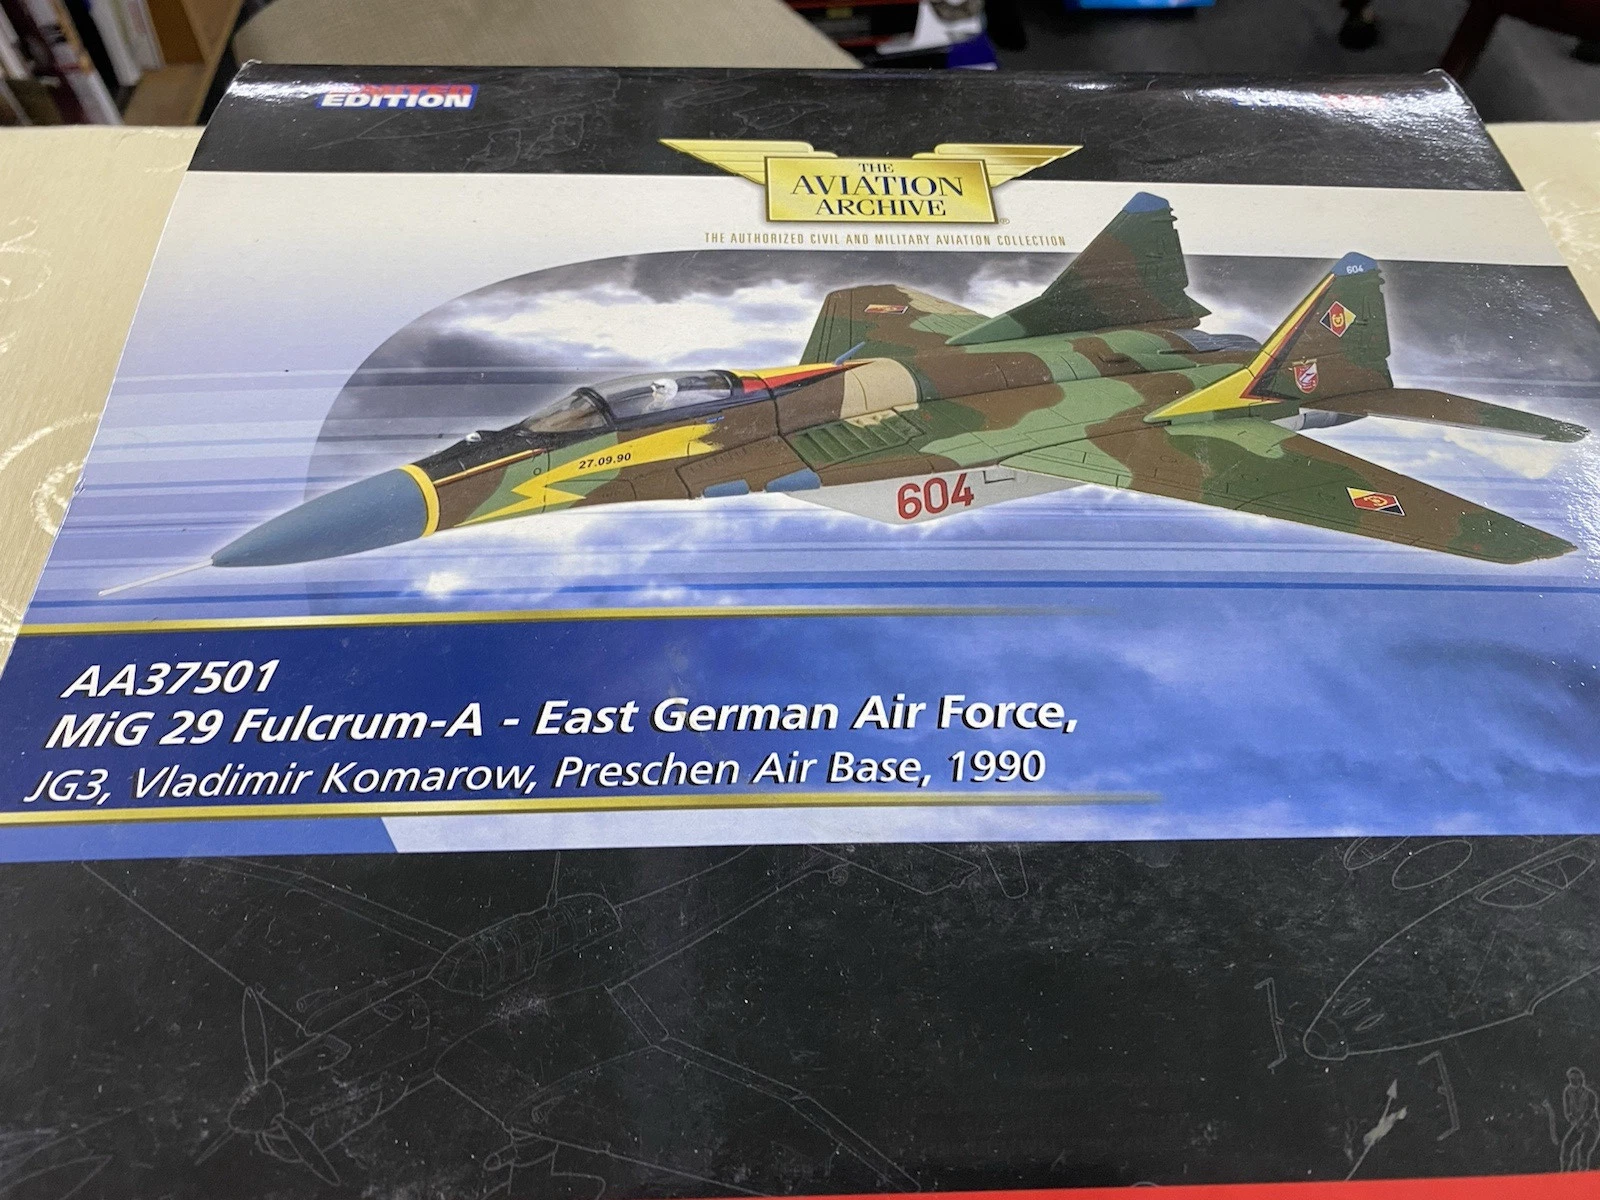 EDITION
THE
AVIATION
ARCHIVE
®
THE AUTHORIZED CIVIL AND MILITARY AVIATION COLLECTION
604
27.09.90
604
AA37501
MiG 29 Fulcrum-A - East German Air Force,
JG3, Vladimir Komarow, Preschen Air Base, 1990